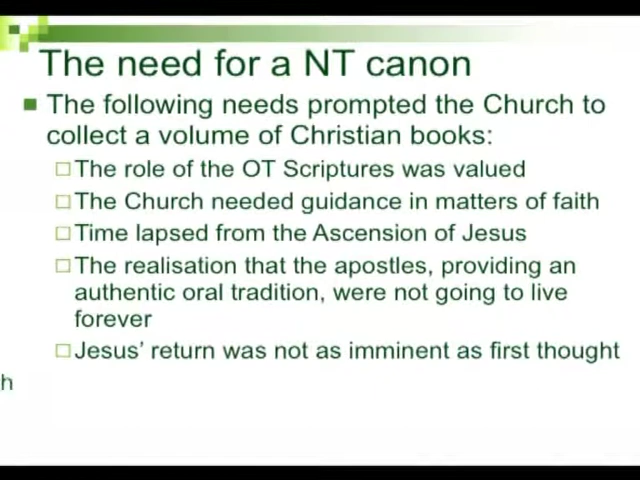 The need for a NT canon
The following needs prompted the Church to
collect a volume of Christian books:
The role of the OT Scriptures was valued
The Church needed guidance in matters of faith
Time lapsed from the Ascension of Jesus
The realisation that the apostles, providing an
authentic oral tradition, were not going to live
forever
Jesus' return was not as imminent as first thought
h